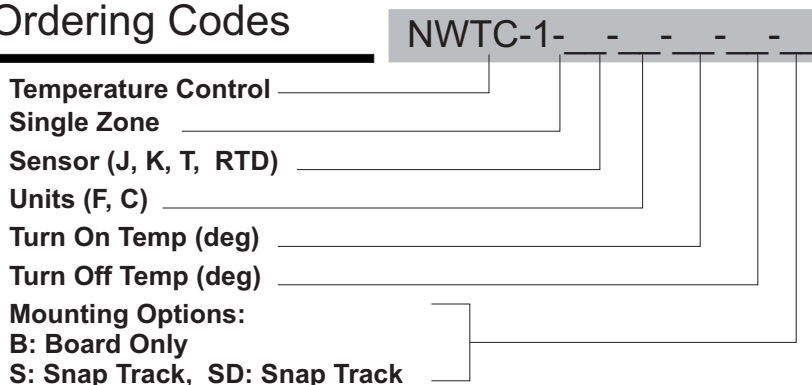 Ordering Codes
NWTC-1-__-__-__-__-__
Temperature Control
Single Zone
Sensor (J, K, T, RTD)
Units (F, C)
Turn On Temp (deg)
Turn Off Temp (deg)
Mounting Options:
B: Board Only
S: Snap Track, SD: Snap Track